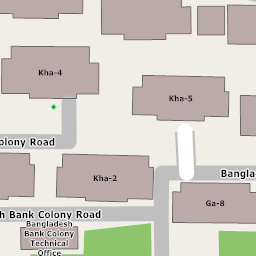 Kha-4
Kha-5
olony Road
Bangla
Kha-2
Ga-8
h Bank Colony Road
Bangladesh
Bank Colony
Technical
Office